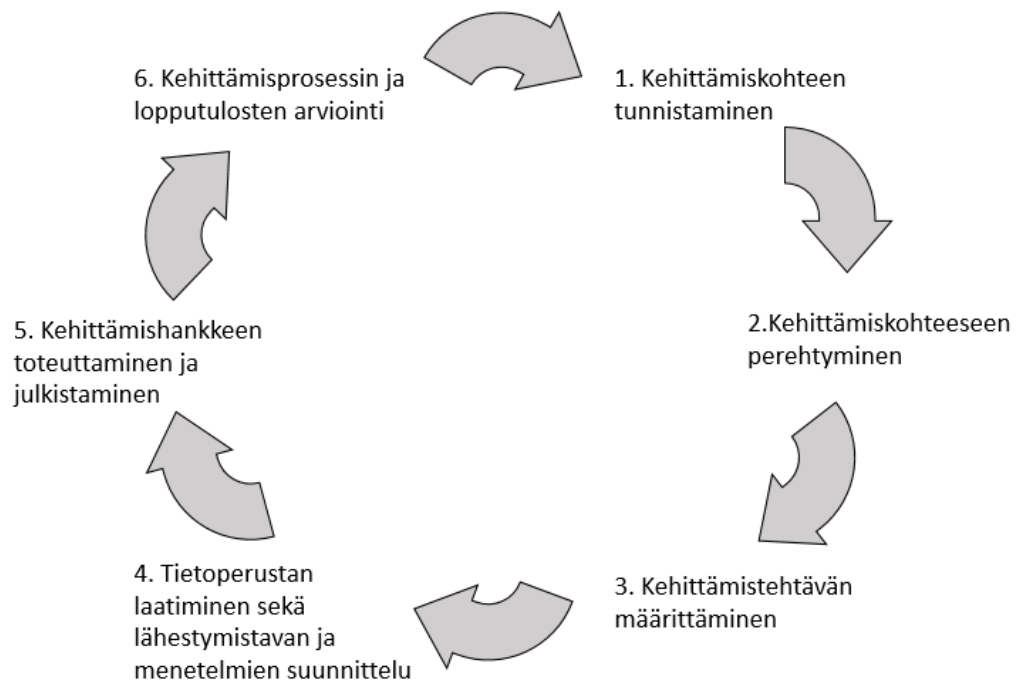 6. Kehittämisprosessin ja
lopputulosten arviointi
1. Kehittämiskohteen
tunnistaminen
2.Kehittämiskohteeseen
perehtyminen
3. Kehittämistehtävän
määrittäminen
4. Tietoperustan
laatiminen sekä
lähestymistavan ja
menetelmien suunnittelu
5. Kehittämishankkeen
toteuttaminen ja
julkistaminen